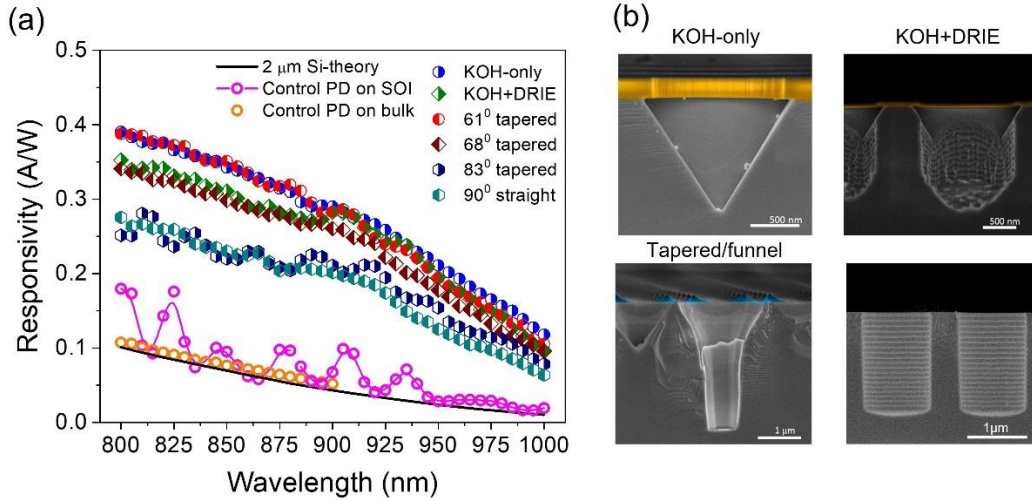 (a)
0.5
0.4
0.3
0.2
0.1
0.0
Responsivity (A/W)
2 μm Si-theory
Control PD on SOI
Control PD on bulk
KOH-only
KOH+DRIE
61⁰ tapered
68⁰ tapered
83⁰ tapered
90⁰ straight
800 825 850 875 900 925 950 975 1000
Wavelength (nm)
(b)
KOH-only
KOH+DRIE
500 nm
500 nm
Tapered/funnel
1 μm
1μm